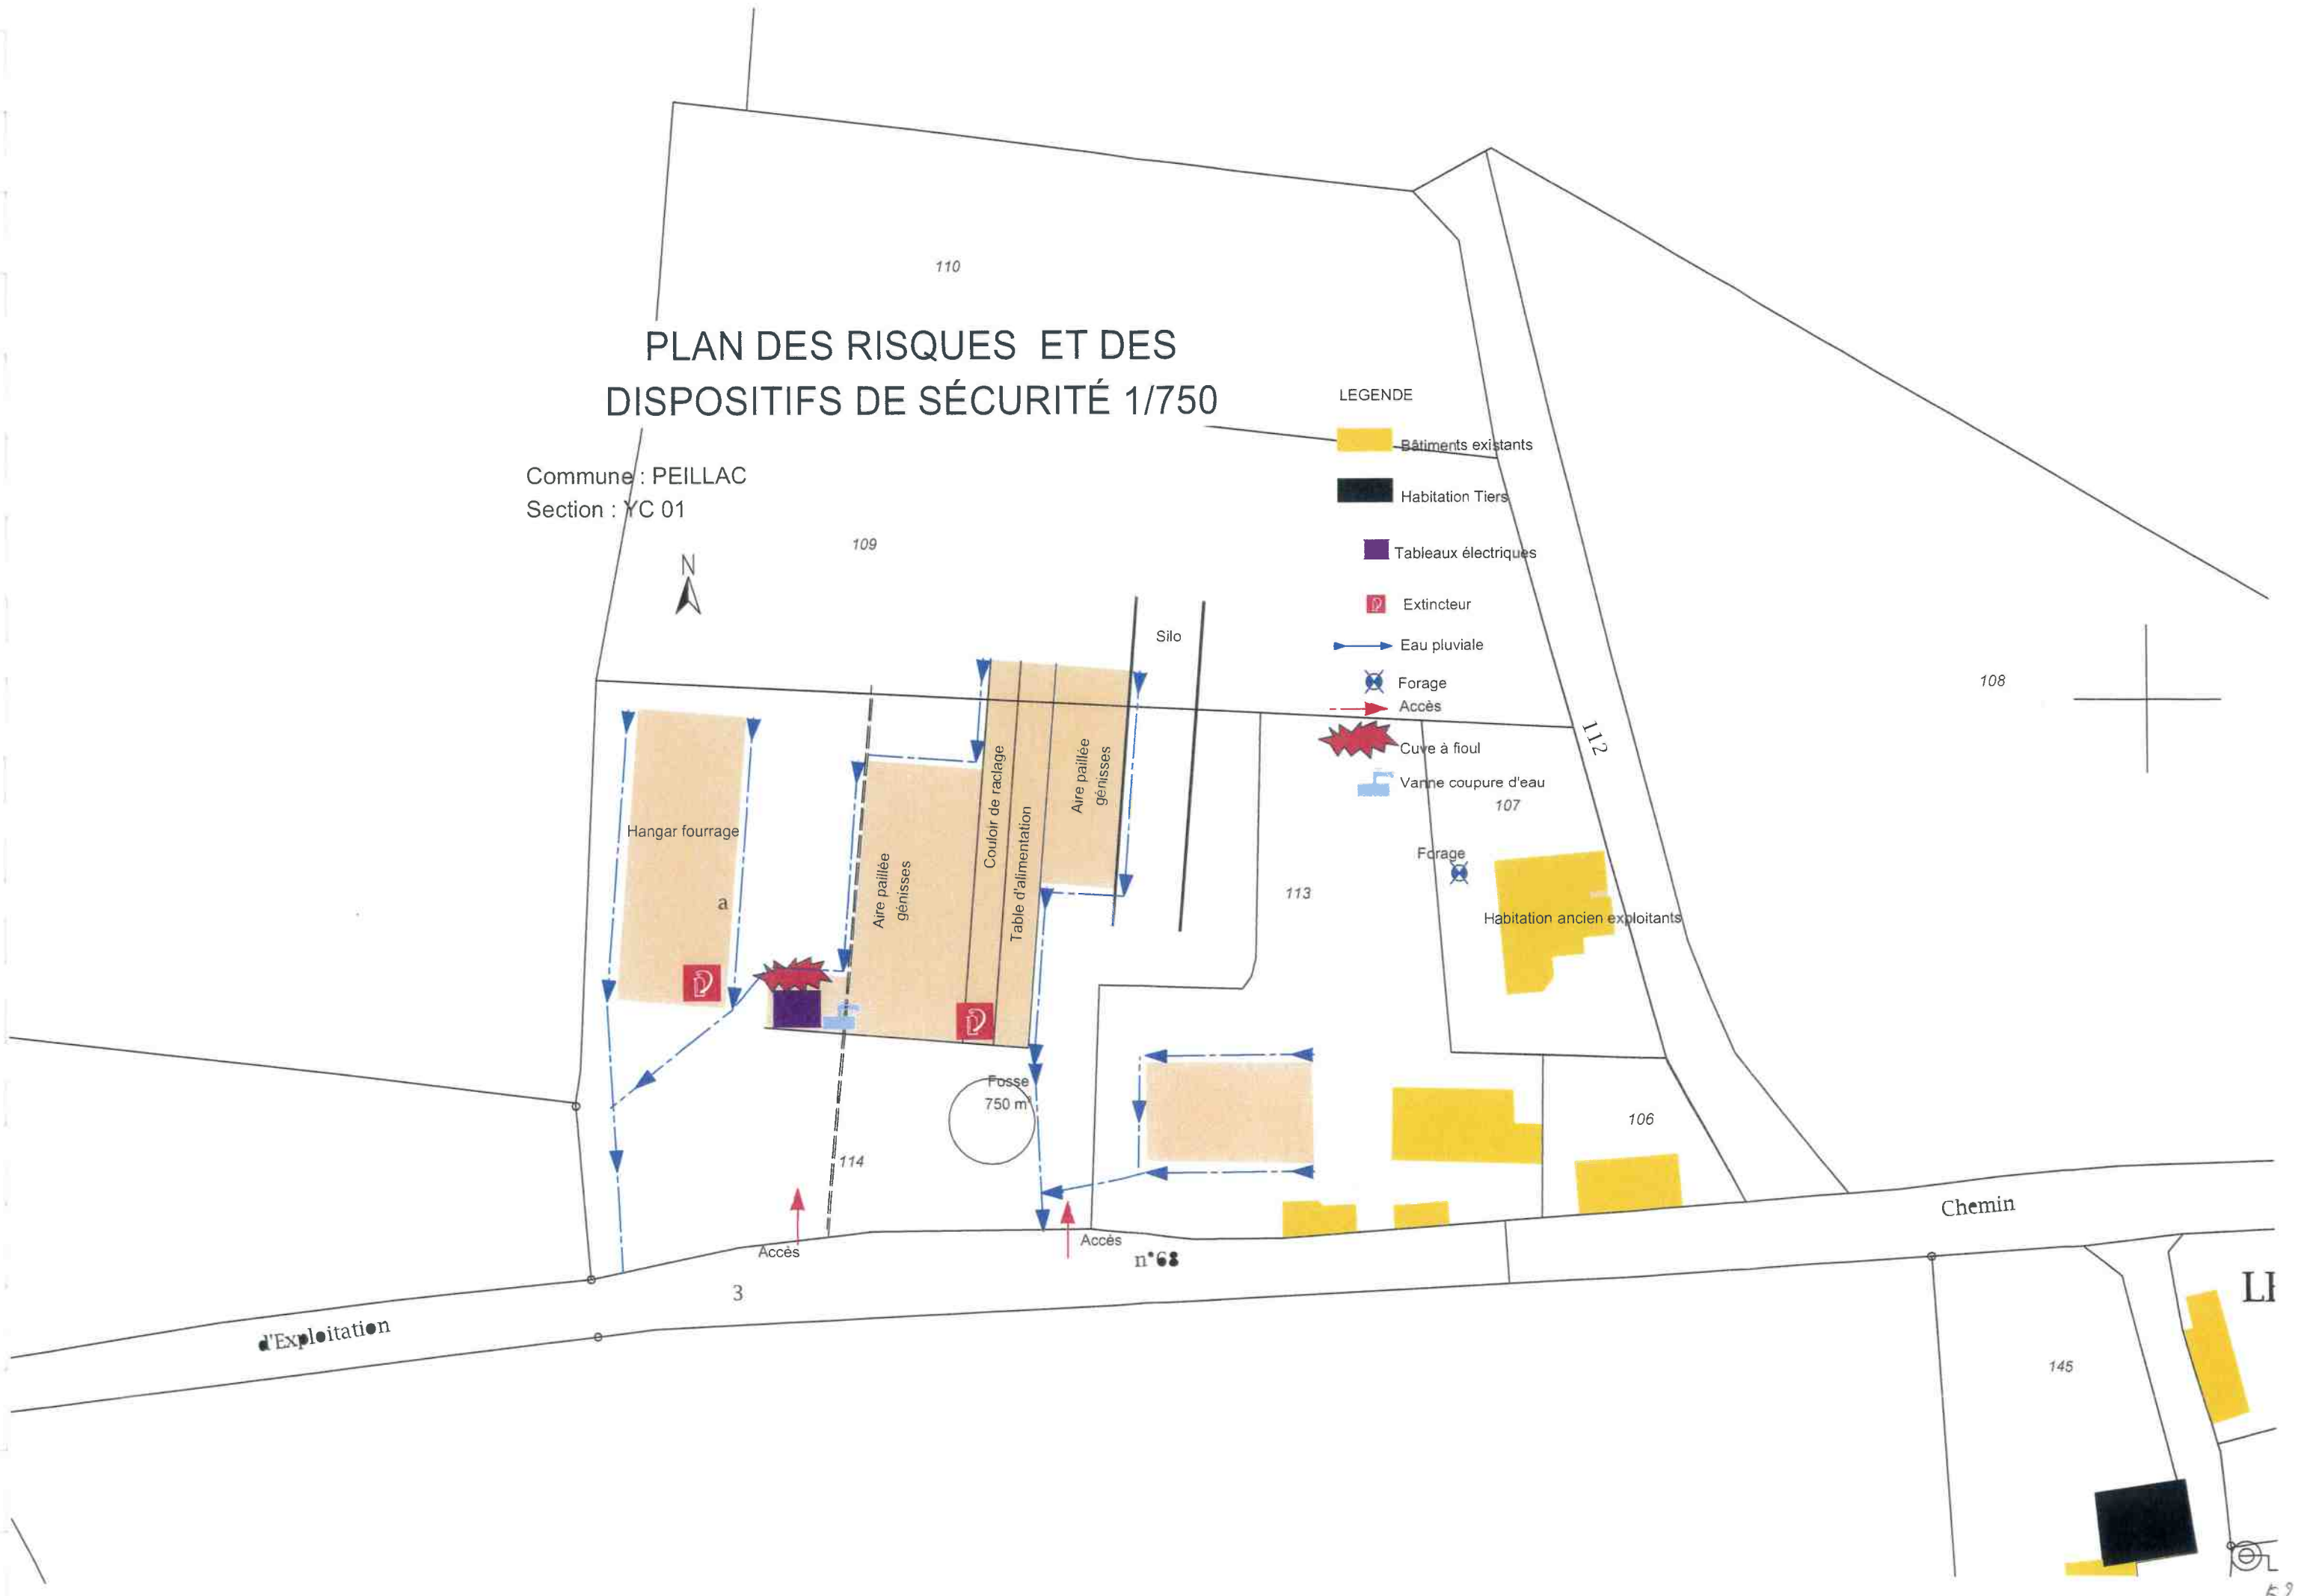 110
PLAN DES RISQUES ET DES
DISPOSITIFS DE SÉCURITÉ 1/750
LEGENDE
Bâtiments existants
Commune : PEILLAC
Section : YC 01
Habitation Tiers
109
N
Tableaux électriques
Extincteur
Silo
Eau pluviale
Forage
Accès
108
112
Cuve à fioul
Vanne coupure d'eau
107
Hangar fourrage
a
Aire paillée
génisses
Couloir de raclage
Table d'alimentation
Aire paillée
génisses
Forage
113
Habitation ancien exploitants
Fosse
750 m³
106
114
Accès
Accès
n°68
Chemin
3
d'Exploitation
145